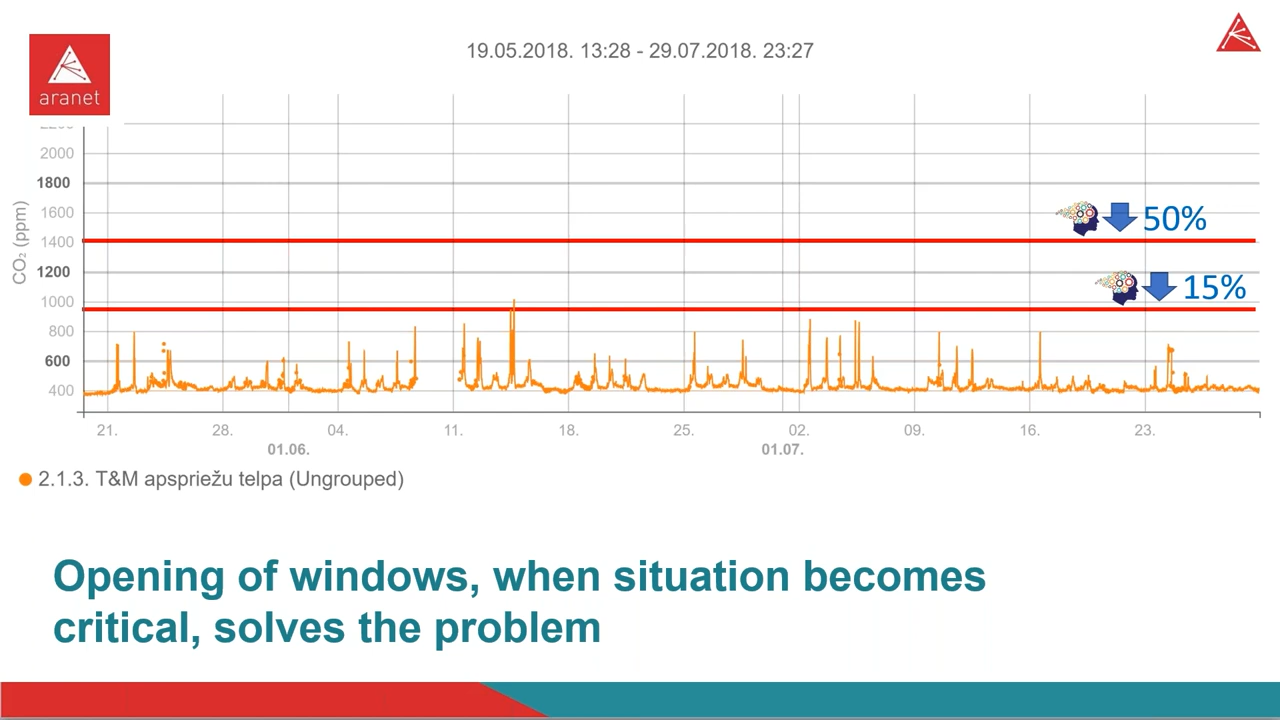 19.05.2018. 13:28 - 29.07.2018. 23:27
aranet
2000
1800
1600
1400
1200
1000
800
600
400
CO₂ (ppm)
50%
15%
21. 28. 04. 11. 18. 25. 02. 09. 16. 23.
01.06. 01.07.
2.1.3. T&M apspriežu telpa (Ungrouped)
Opening of windows, when situation becomes
critical, solves the problem